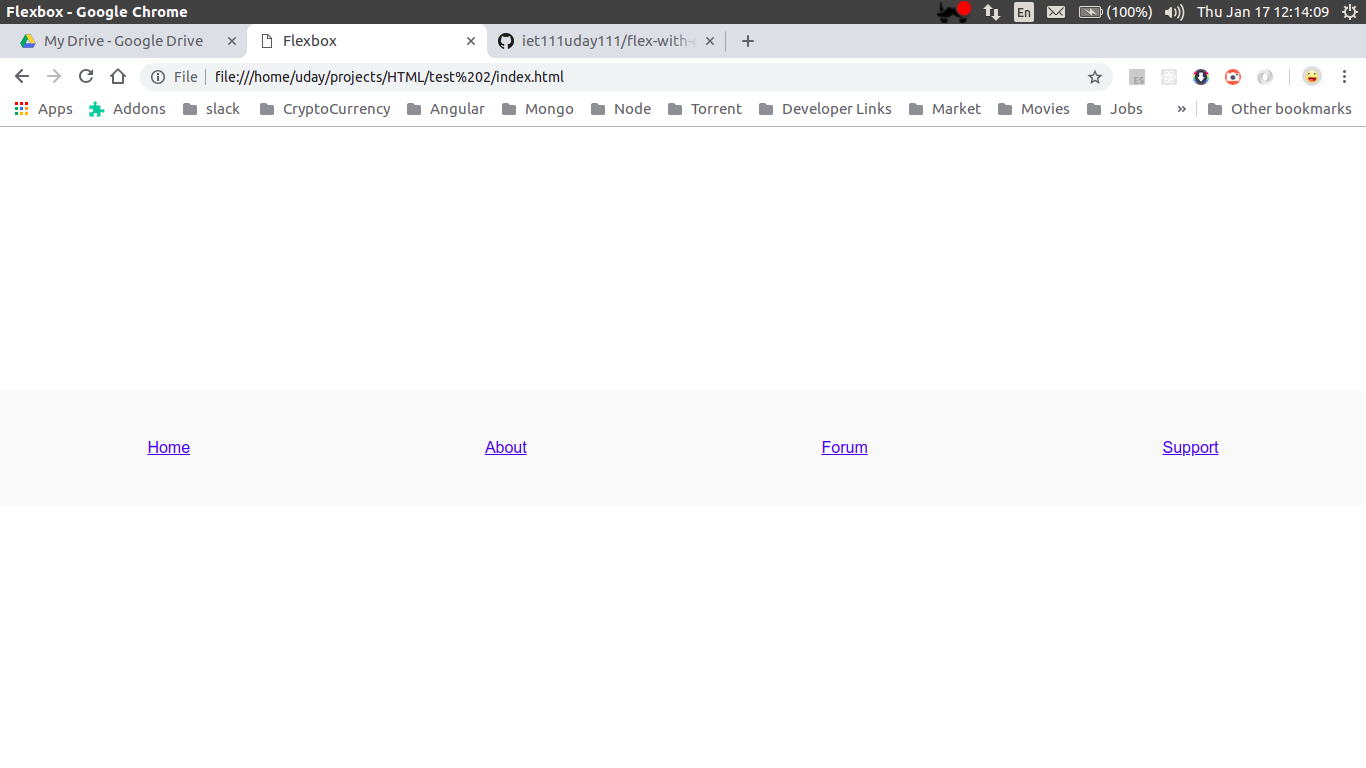 Flexbox - Google Chrome En (100%) Thu Jan 17 12:14:09
My Drive - Google Drive Flexbox iet111uday111/flex-with-
File file:///home/uday/projects/HTML/test%202/index.html ES
Apps Addons slack CryptoCurrency Angular Mongo Node Torrent Developer Links Market Movies Jobs » Other bookmarks
Home About Forum Support